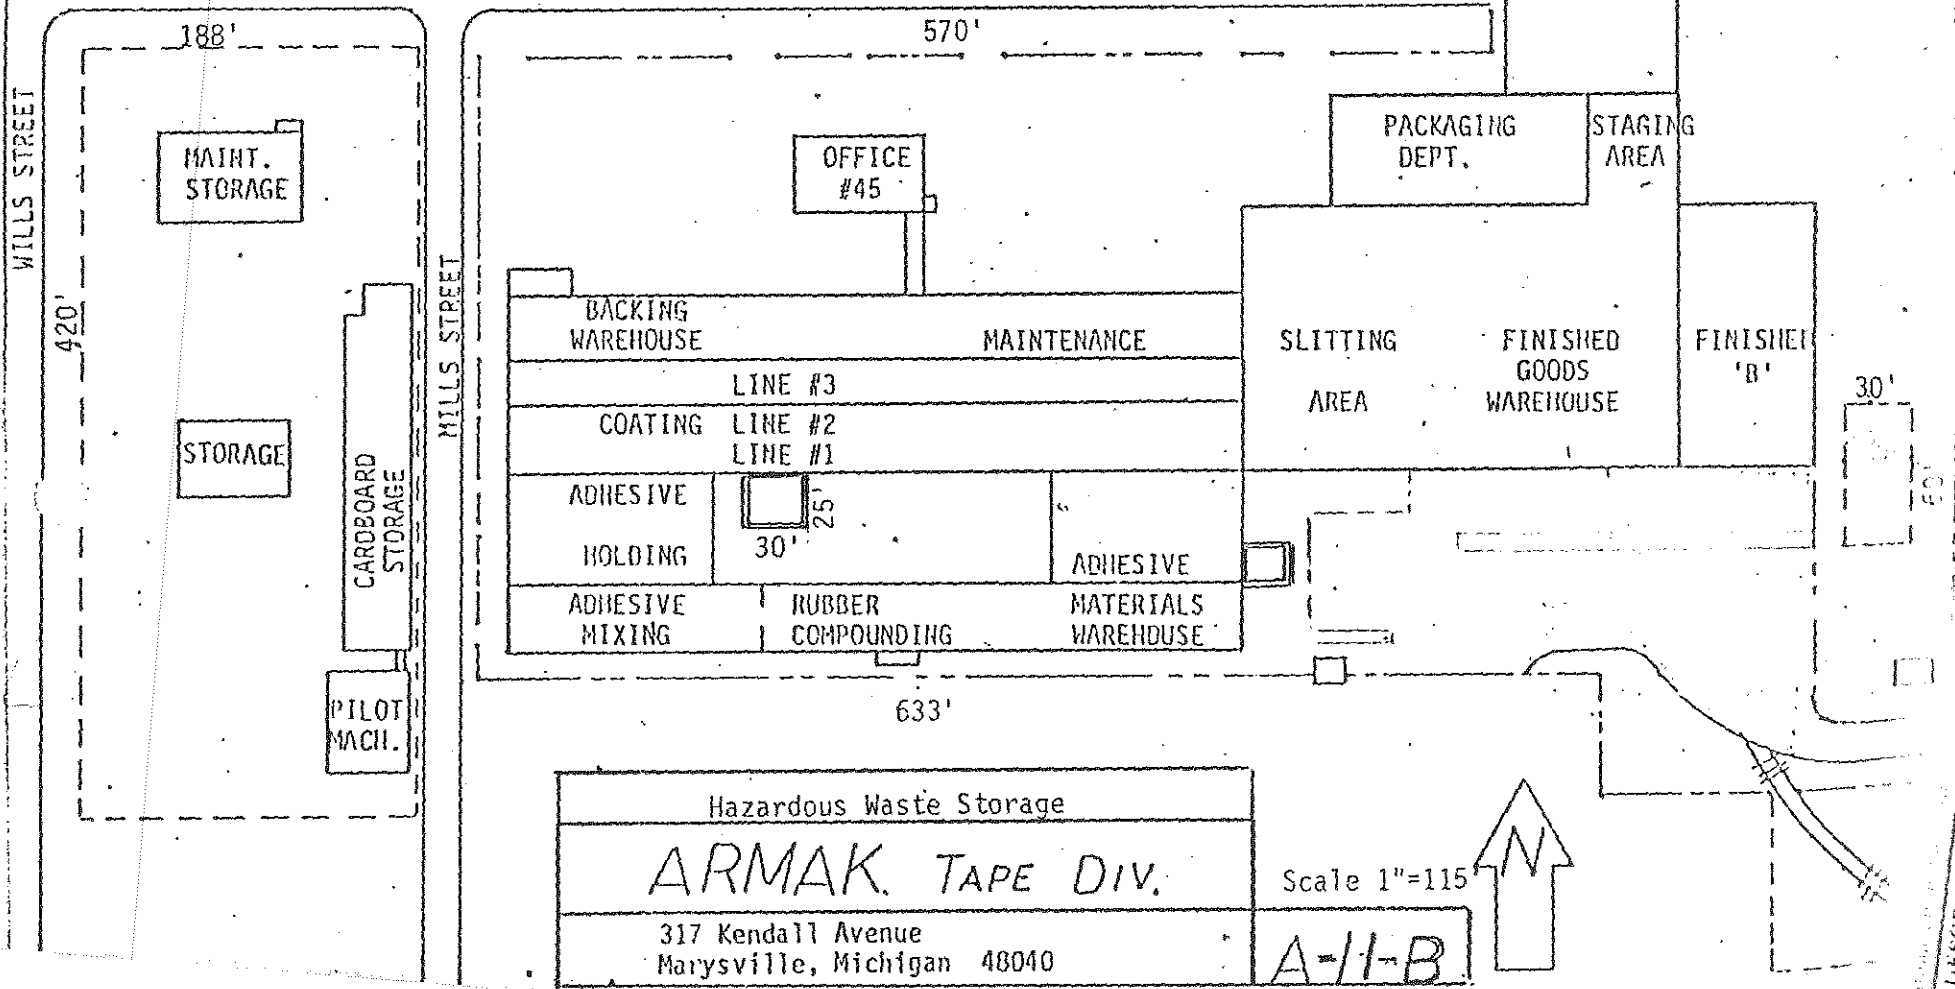 188'
570'
WILLS STREET
MAINT.
STORAGE
OFFICE
#45
PACKAGING
DEPT.
STAGING
AREA
420'
MILLS STREET
BACKING
WAREHOUSE
MAINTENANCE
SLITTING
AREA
FINISHED
GOODS
WAREHOUSE
'B'
30'
LINE #3
COATING LINE #2
LINE #1
STORAGE
CARDBOARD
STORAGE
ADHESIVE
HOLDING
25'
30'
ADHESIVE
ADHESIVE
MIXING
RUBBER
COMPOUNDING
MATERIALS
WAREHOUSE
PILOT
MACH.
633'
Hazardous Waste Storage
ARMAK. TAPE DIV.
Scale 1"=115'
N
317 Kendall Avenue
Marysville, Michigan 48040
A-11-B